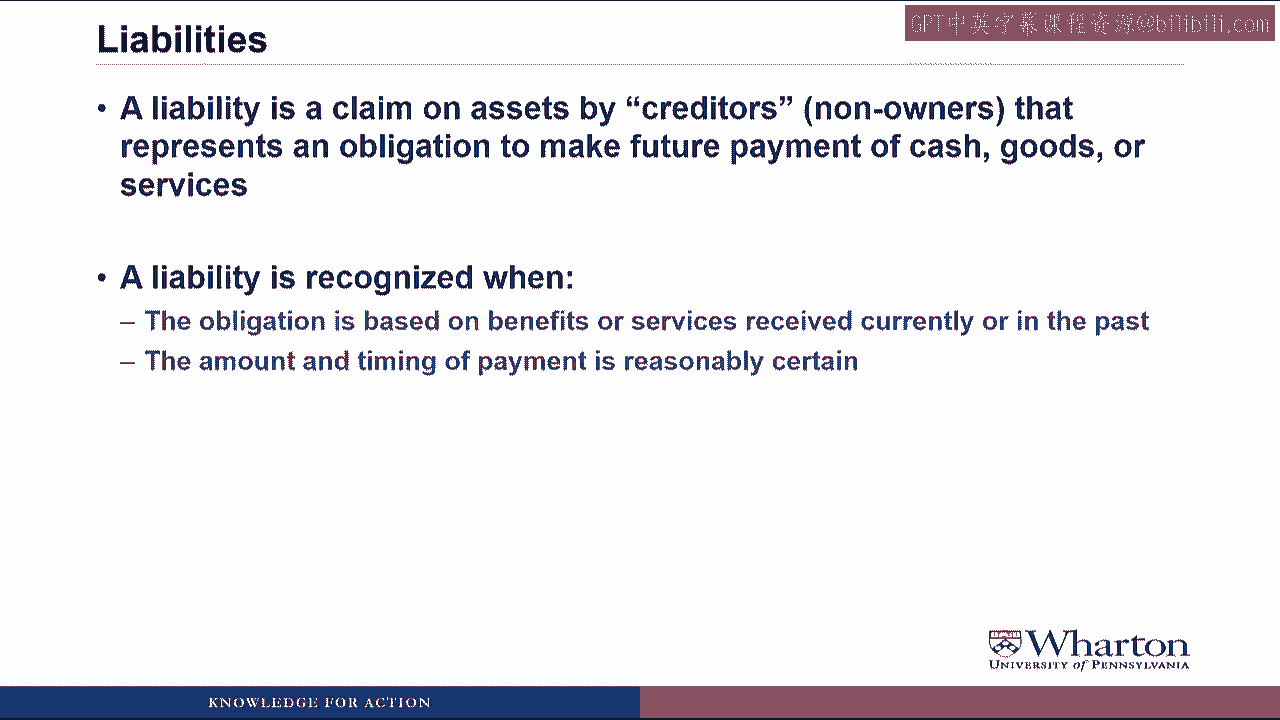 Liabilities
GPT中英字幕课程资源@bilibili.com
• A liability is a claim on assets by “creditors” (non-owners) that
represents an obligation to make future payment of cash, goods, or
services
• A liability is recognized when:
– The obligation is based on benefits or services received currently or in the past
– The amount and timing of payment is reasonably certain
Wharton
UNIVERSITY of PENNSYLVANIA
KNOWLEDGE FOR ACTION